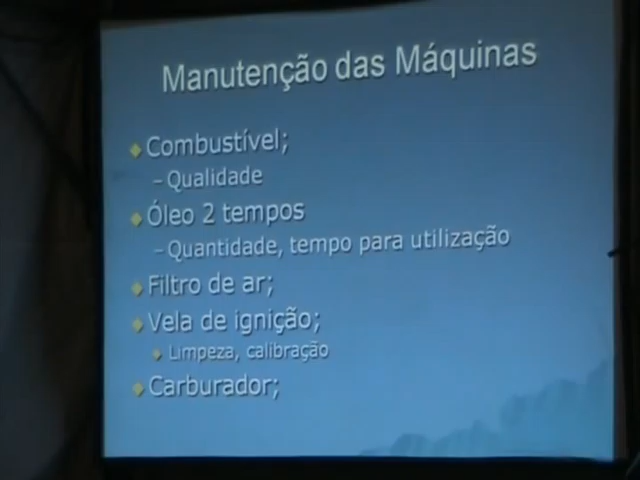 Manutenção das Máquinas
Combustível;
– Qualidade
Óleo 2 tempos
– Quantidade, tempo para utilização
Filtro de ar;
Vela de ignição;
Limpeza, calibração
Carburador;